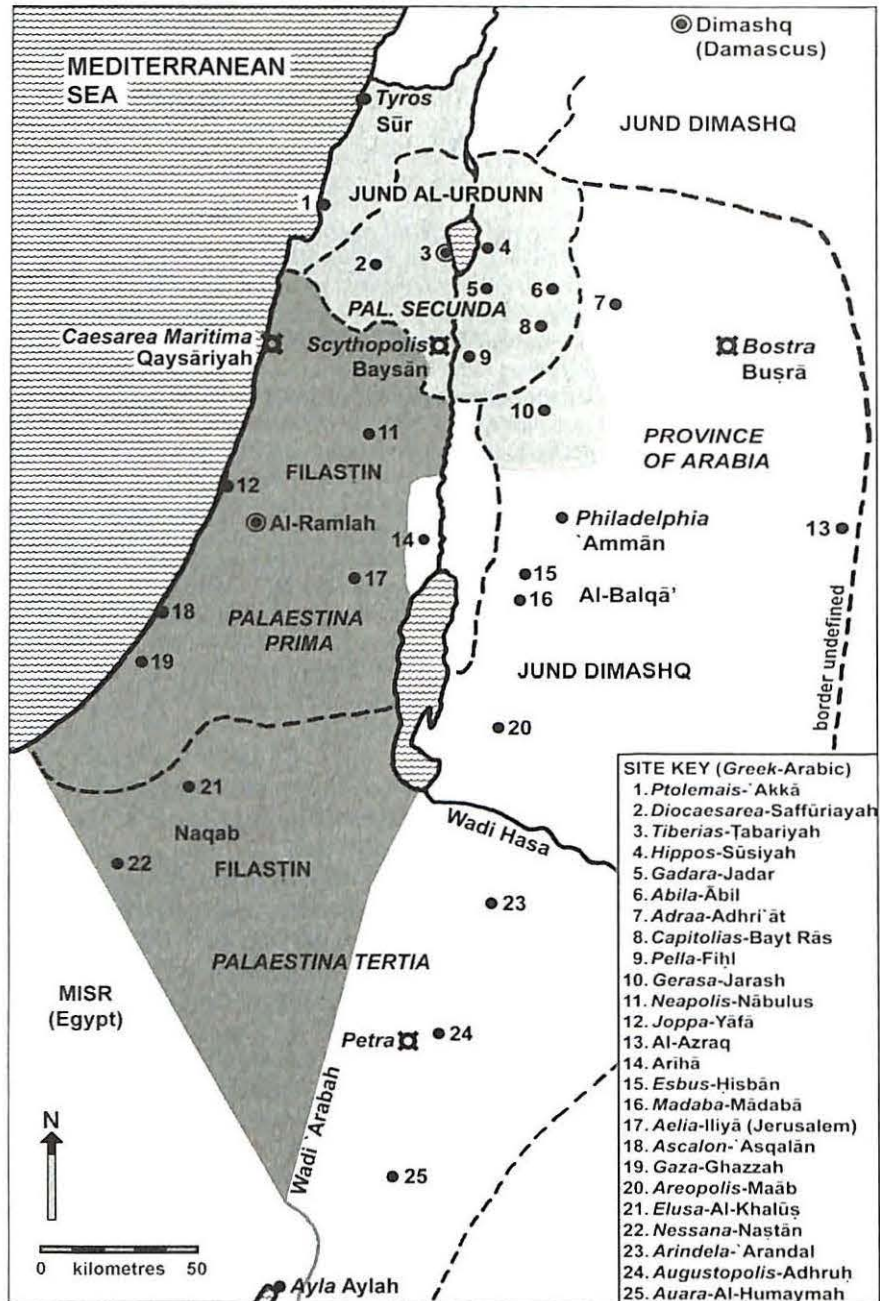 Dimashq
(Damascus)
MEDITERRANEAN
SEA
Tyros
Sūr
JUND DIMASHQ
1
JUND AL-URDUNN
2
3
4
5
6
7
PAL. SECUNDA
8
Caesarea Maritima
Qaysāriyah
Scythopolis
Baysān
9
Bostra
Buṣrā
10
11
PROVINCE
OF ARABIA
FILASṬIN
12
Al-Ramlah
Philadelphia
`Ammān
13
14
15
16
Al-Balqā'
17
18
PALAESTINA
PRIMA
19
JUND DIMASHQ
border undefined
20
21
Wadi Hasa
Naqab
22
FILASṬIN
23
PALAESTINA TERTIA
MISR
(Egypt)
Petra
24
Wadi `Arabah
25
N
0 kilometres 50
Ayla Aylah
SITE KEY (Greek-Arabic)
1. Ptolemais-`Akkā
2. Diocaesarea-Saffūriayah
3. Tiberias-Ṭabariyah
4. Hippos-Sūsiyah
5. Gadara-Jadar
6. Abila-Ābil
7. Adraa-Adhri`āt
8. Capitolias-Bayt Rās
9. Pella-Fiḥl
10. Gerasa-Jarash
11. Neapolis-Nābulus
12. Joppa-Yāfā
13. Al-Azraq
14. Arīhā
15. Esbus-Ḥisbān
16. Madaba-Mādabā
17. Aelia-Iliyā (Jerusalem)
18. Ascalon-`Asqalān
19. Gaza-Ghazzah
20. Areopolis-Maāb
21. Elusa-Al-Khalūṣ
22. Nessana-Naṣtān
23. Arindela-`Arandal
24. Augustopolis-Adhruḥ
25. Auara-Al-Humaymah